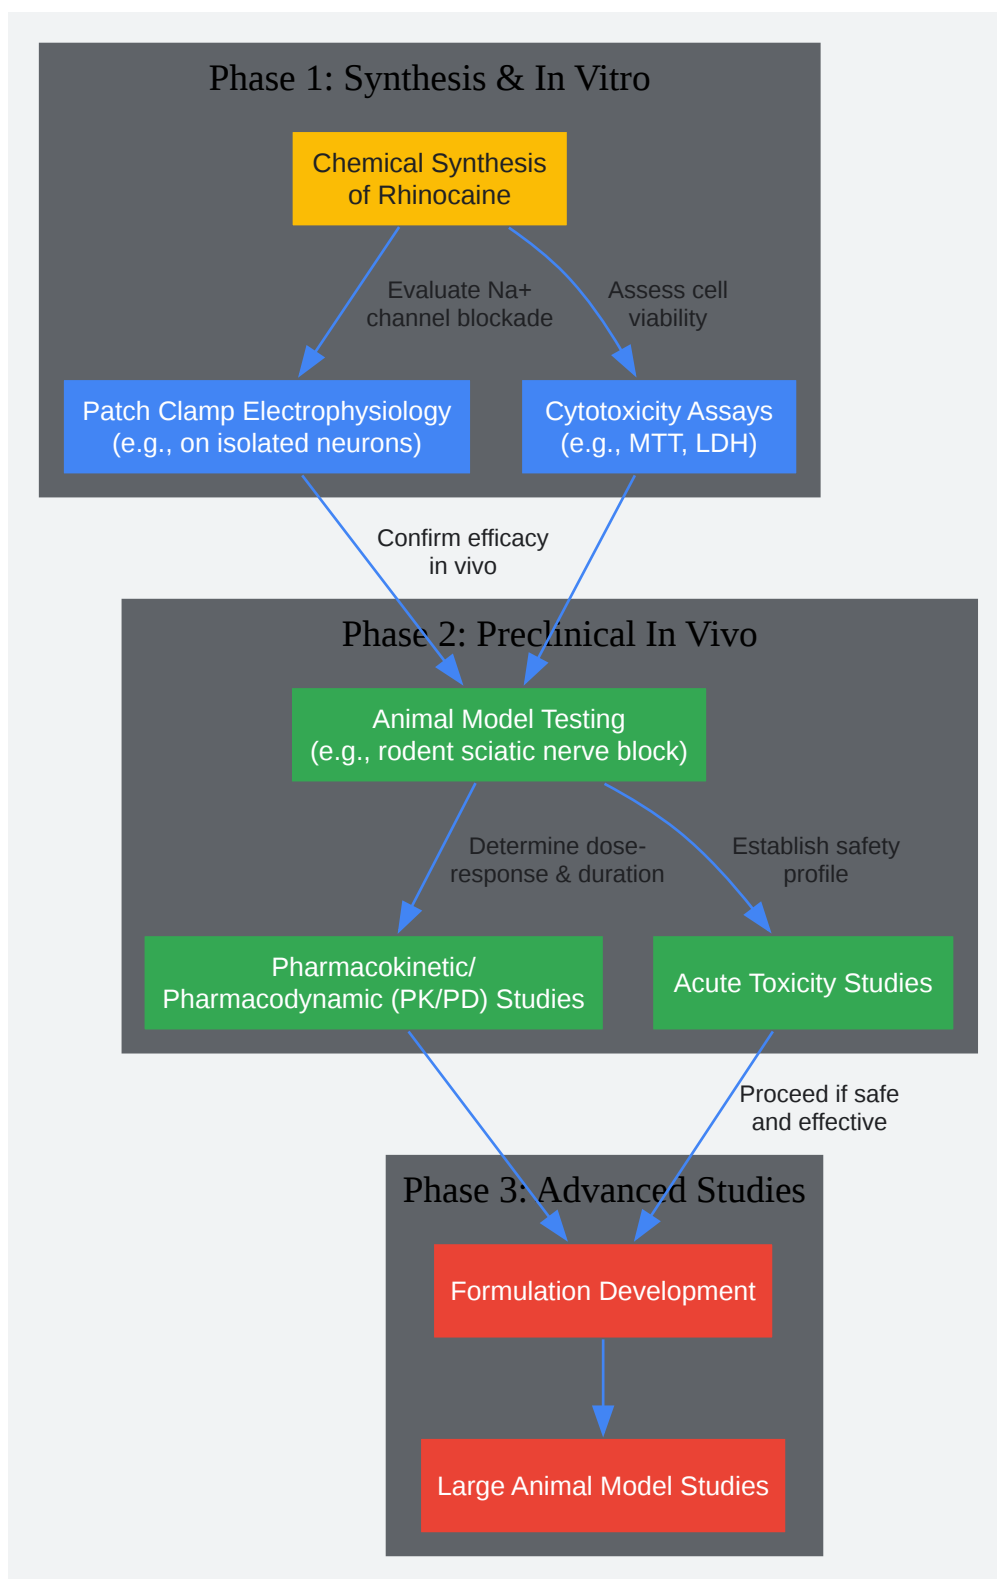 Phase 1: Synthesis & In Vitro
Chemical Synthesis
of Rhinocaine
Evaluate Na+
channel blockade
Assess cell
viability
Patch Clamp Electrophysiology
(e.g., on isolated neurons)
Cytotoxicity Assays
(e.g., MTT, LDH)
Confirm efficacy
in vivo
Phase 2: Preclinical In Vivo
Animal Model Testing
(e.g., rodent sciatic nerve block)
Determine dose-
response & duration
Establish safety
profile
Pharmacokinetic/
Pharmacodynamic (PK/PD) Studies
Acute Toxicity Studies
Proceed if safe
and effective
Phase 3: Advanced Studies
Formulation Development
Large Animal Model Studies